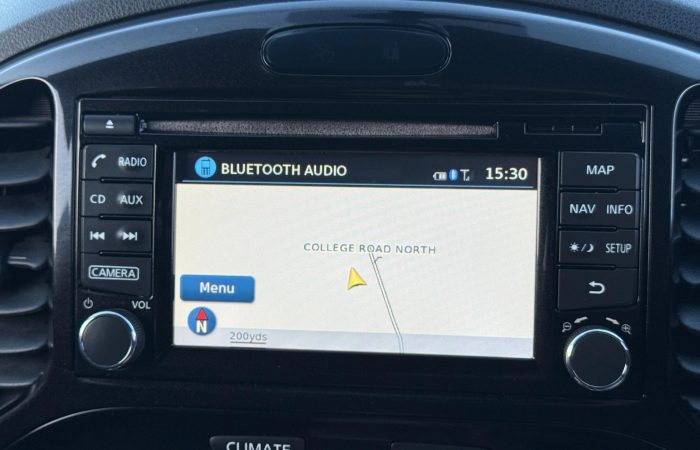 BLUETOOTH AUDIO 15:30
RADIO
CD AUX
CAMERA
VOL
COLLEGE ROAD NORTH
Menu
N
200yds
MAP
NAV INFO
SETUP
CLIMATE